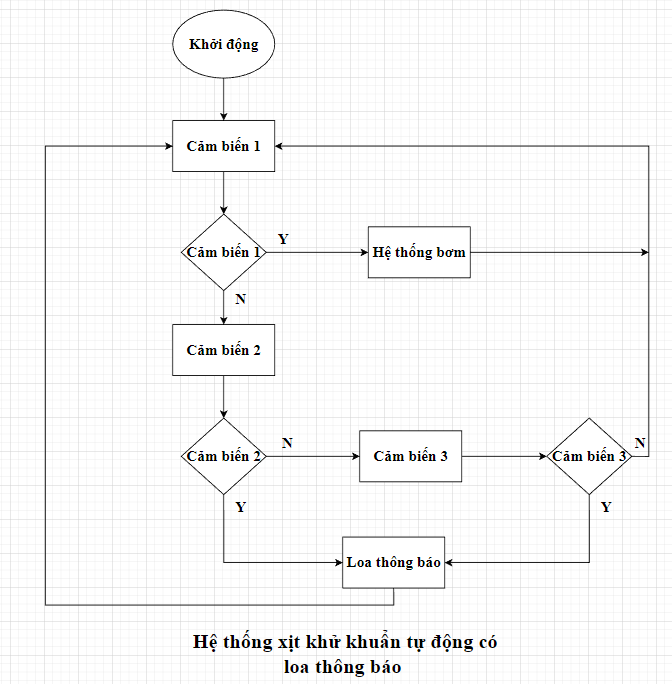 Khởi động
Cảm biến 1
Cảm biến 1
Y
Hệ thống bơm
N
Cảm biến 2
Cảm biến 2
N
Cảm biến 3
Cảm biến 3
N
Y
Y
Loa thông báo
Hệ thống xịt khử khuẩn tự động có
loa thông báo